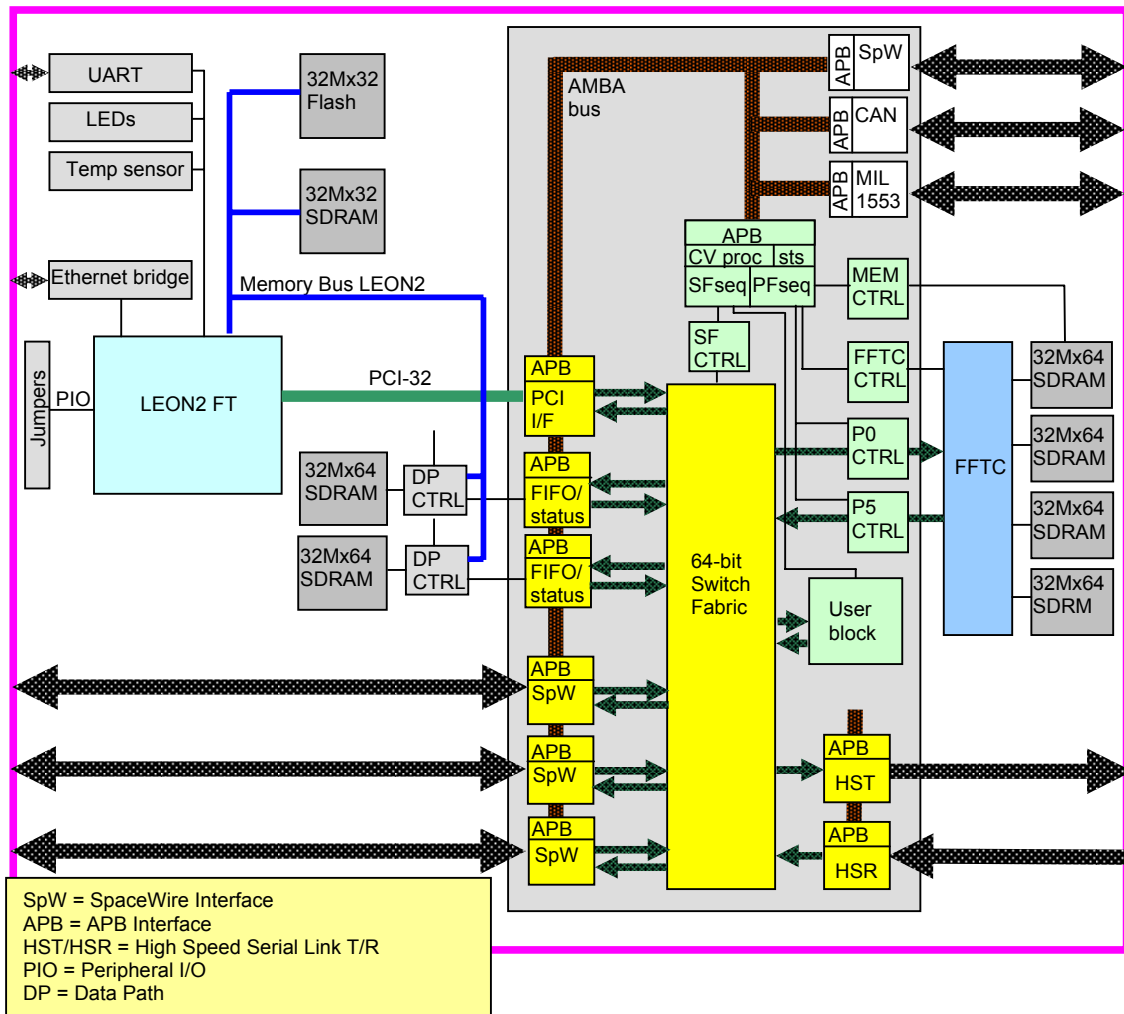 UART
LEDs
Temp sensor
32Mx32
Flash
32Mx32
SDRAM
Ethernet bridge
Memory Bus LEON2
Jumpers
PIO
LEON2 FT
PCI-32
32Mx64
SDRAM
DP
CTRL
32Mx64
SDRAM
DP
CTRL
AMBA
bus
APB
SpW
APB
CAN
APB
MIL
1553
APB
CV proc
sts
SFseq
PFseq
MEM
CTRL
SF
CTRL
FFTC
CTRL
P0
CTRL
P5
CTRL
User
block
FFTC
32Mx64
SDRAM
32Mx64
SDRAM
32Mx64
SDRAM
32Mx64
SDRM
APB
PCI
I/F
APB
FIFO/
status
APB
FIFO/
status
64-bit
Switch
Fabric
APB
SpW
APB
SpW
APB
SpW
APB
HST
APB
HSR
SpW = SpaceWire Interface
APB = APB Interface
HST/HSR = High Speed Serial Link T/R
PIO = Peripheral I/O
DP = Data Path